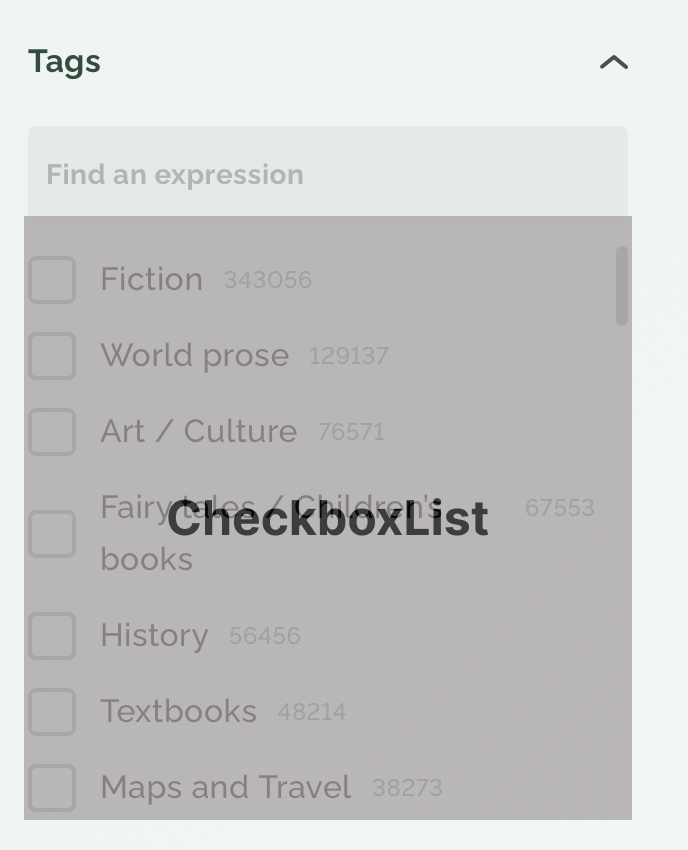 Tags
Find an expression
Fiction 343056
World prose 129137
Art / Culture 76571
Fairy tales / Children's 67553
books
CheckboxList
History 56456
Textbooks 48214
Maps and Travel 38273